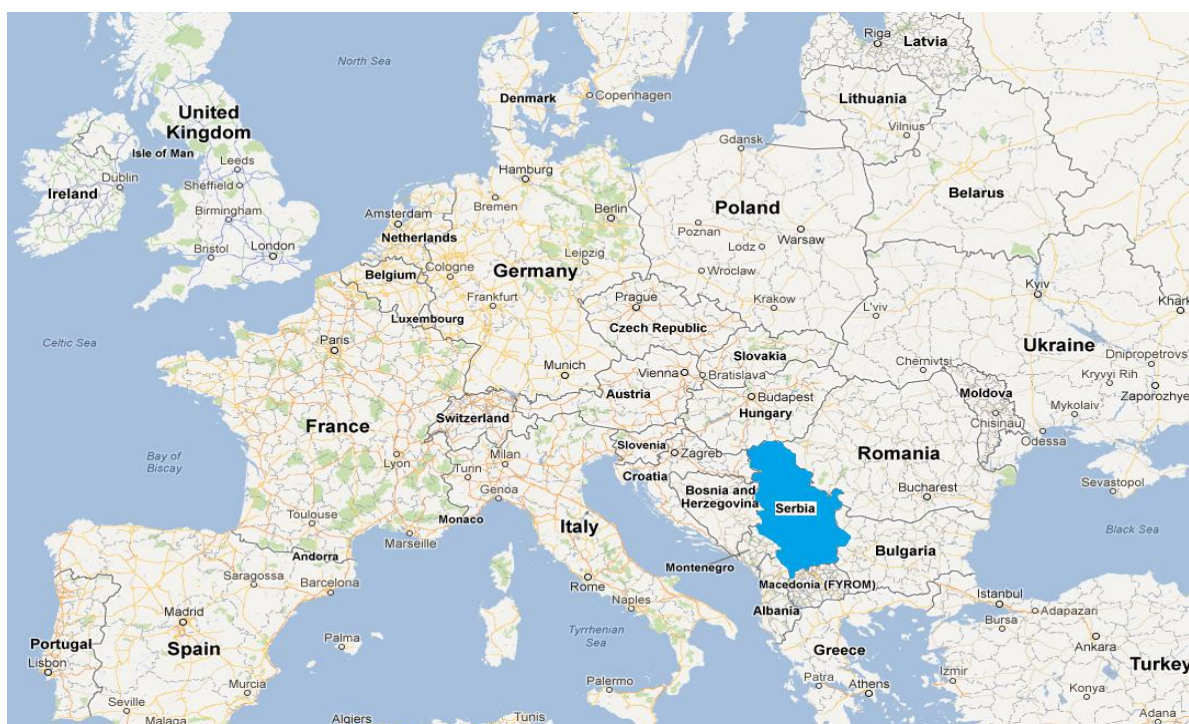 North Sea
Riga
Latvia
Denmark
Copenhagen
Lithuania
Vilnius
United
Kingdom
Isle of Man
Leeds
Dublin
Sheffield
Ireland
Birmingham
Bristol
London
Gdansk
Hamburg
Bremen
Berlin
Belarus
Poland
Poznan
Warsaw
Lodz
Amsterdam
Netherlands
Belgium
Cologne
Leipzig
Germany
Wroclaw
Frankfurt
Luxembourg
Prague
Krakow
Czech Republic
Kyiv
Khark
L'viv
Ukraine
Celtic Sea
Paris
Munich
Slovakia
Vienna
Bratislava
Chernivtsi
Dnipropetrovs'
Kryvyi Rih
Zaporozhye
Austria
Budapest
Hungary
Moldova
Chisinau
Mykolaiv
Odessa
France
Switzerland
Bay of
Biscay
Lyon
Turin
Milan
Slovenia
Zagreb
Croatia
Romania
Genoa
Bosnia and
Herzegovina
Serbia
Bucharest
Sevastopol
Toulouse
Monaco
Italy
Black Sea
Marseille
Andorra
Bulgaria
Montenegro
Saragossa
Barcelona
Rome
Macedonia (FYROM)
Naples
Albania
Istanbul
Adapazarı
Bursa
Madrid
Portugal
Spain
Lisbon
Palma
Tyrrhenian
Sea
Greece
Ankara
Turkey
Palermo
Patra
Athens
Izmir
Konya
Murcia
Seville
Malaga
Algiers
Tunis
Adana